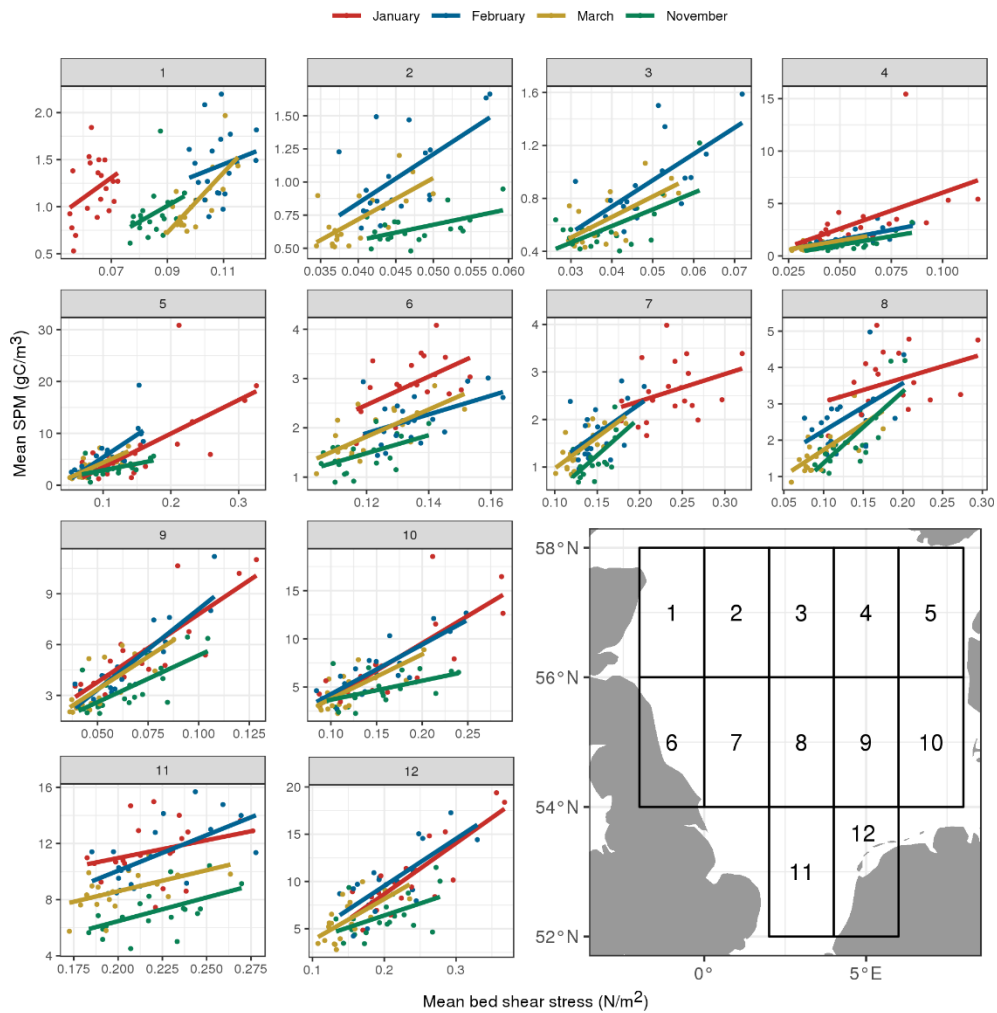 January February March November
1 2 3 4
2.0 1.5 1.0 0.5
1.50 1.25 1.00 0.75 0.50
1.6 1.2 0.8 0.4
15 10 5 0
0.07 0.09 0.11
0.035 0.040 0.045 0.050 0.055 0.060
0.03 0.04 0.05 0.06 0.07
0.025 0.050 0.075 0.100
5 6 7 8
30 20 10 0
4 3 2 1
4 3 2 1
5 4 3 2 1
0.1 0.2 0.3
0.12 0.14 0.16
0.10 0.15 0.20 0.25 0.30
0.05 0.10 0.15 0.20 0.25 0.30
Mean SPM (gC/m3)
9 10
9 6 3
15 10 5
0.050 0.075 0.100 0.125
0.10 0.15 0.20 0.25
11 12
16 12 8 4
20 15 10 5 0
0.175 0.200 0.225 0.250 0.275
0.1 0.2 0.3
58°N
1 2 3 4 5
56°N
6 7 8 9 10
54°N
12
11
52°N
0° 5°E
Mean bed shear stress (N/m2)